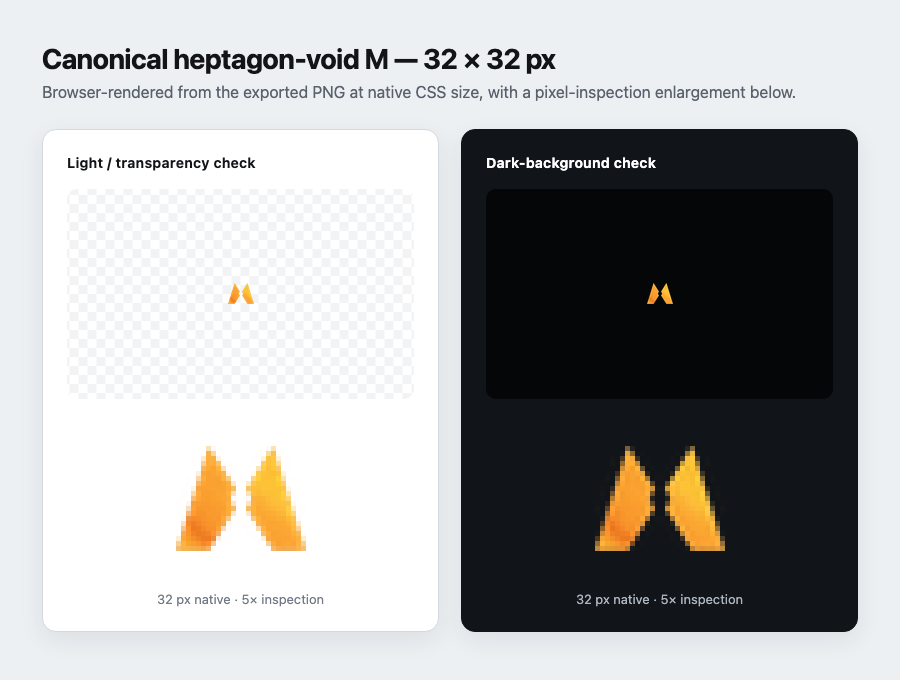 Canonical heptagon-void M — 32 × 32 px
Browser-rendered from the exported PNG at native CSS size, with a pixel-inspection enlargement below.
Light / transparency check
32 px native · 5× inspection
Dark-background check
32 px native · 5× inspection